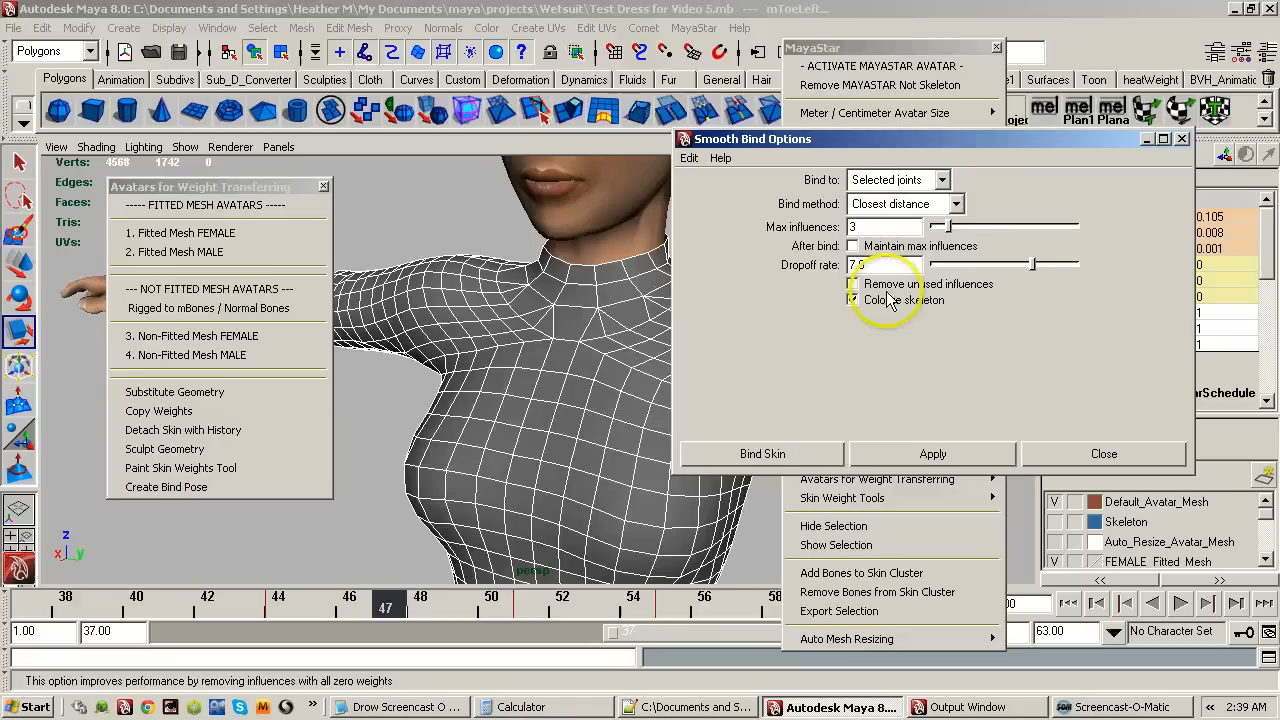 Autodesk Maya 8.0: C:\Documents and Settings\Heather M\My Documents\maya\projects\Wetsuit\Test Dress for Video 5.mb --- mToeLeft...
File Edit Modify Create Display Window Select Mesh Edit Mesh Proxy Normals Color Create UVs Edit UVs Comet MayaStar Help
Polygons
MayaStar
- ACTIVATE MAYASTAR AVATAR -
Remove MAYASTAR Not Skeleton
Meter / Centimeter Avatar Size
Polygons Animation Subdivs Sub_D_Converter Sculpties Cloth Curves Custom Deformation Dynamics Fluids Fur General Hair
Surfaces Toon heatWeight BVH_Animatic
mel mel mel
Plan1 Plana
View Shading Lighting Show Renderer Panels
Verts: 4568 1742 0
Edges:
Faces:
Tris:
UVs:
Avatars for Weight Transferring
----- FITTED MESH AVATARS -----
1. Fitted Mesh FEMALE
2. Fitted Mesh MALE
--- NOT FITTED MESH AVATARS ---
Rigged to mBones / Normal Bones
3. Non-Fitted Mesh FEMALE
4. Non-Fitted Mesh MALE
Substitute Geometry
Copy Weights
Detach Skin with History
Sculpt Geometry
Paint Skin Weights Tool
Create Bind Pose
Smooth Bind Options
Edit Help
Bind to: Selected joints
Bind method: Closest distance
Max influences: 3
After bind: Maintain max influences
Dropoff rate:
Remove unused influences
skeleton
Bind Skin Apply Close
0.105
0.008
0.001
0
0
0
1
1
1
Avatars for Weight Transferring
Skin Weight Tools
Hide Selection
Show Selection
Add Bones to Skin Cluster
Remove Bones from Skin Cluster
Export Selection
Auto Mesh Resizing
V Default_Avatar_Mesh
Skeleton
Auto_Resize_Avatar_Mesh
V FEMALE_Fitted_Mesh
<< >>
z
x y
persp
38 40 42 44 46 48 50 52 54 56 58
47
1.00 37.00 37 63.00 No Character Set
This option improves performance by removing influences with all zero weights
Start Drow Screencast O... Calculator C:\Documents and S... Autodesk Maya 8.... Output Window Screencast-O-Matic 2:39 AM